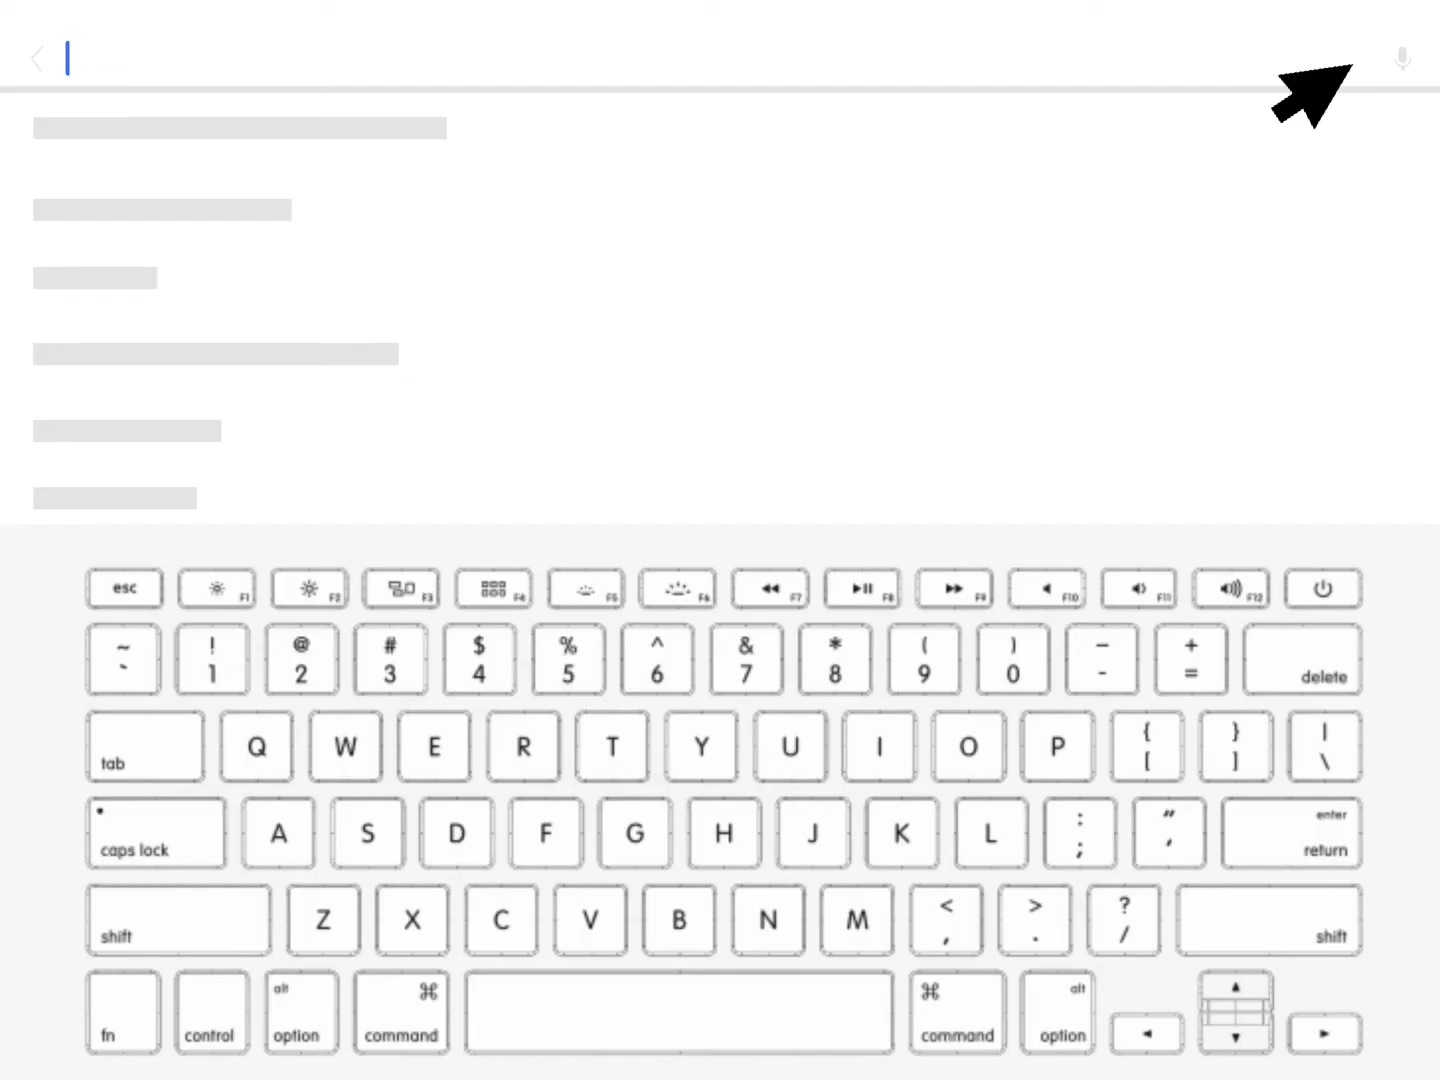 esc F1 F2 F3 F4 F5 F6 F7 F8 F9 F10 F11 F12
~ ! @ # $ % ^ & * ( ) – +
` 1 2 3 4 5 6 7 8 9 0 - = delete
tab Q W E R T Y U I O P { [ } ] | \
caps lock A S D F G H J K L : ; " ' enter return
shift Z X C V B N M < , > . ? / shift
fn control alt option ⌘ command ⌘ command alt option